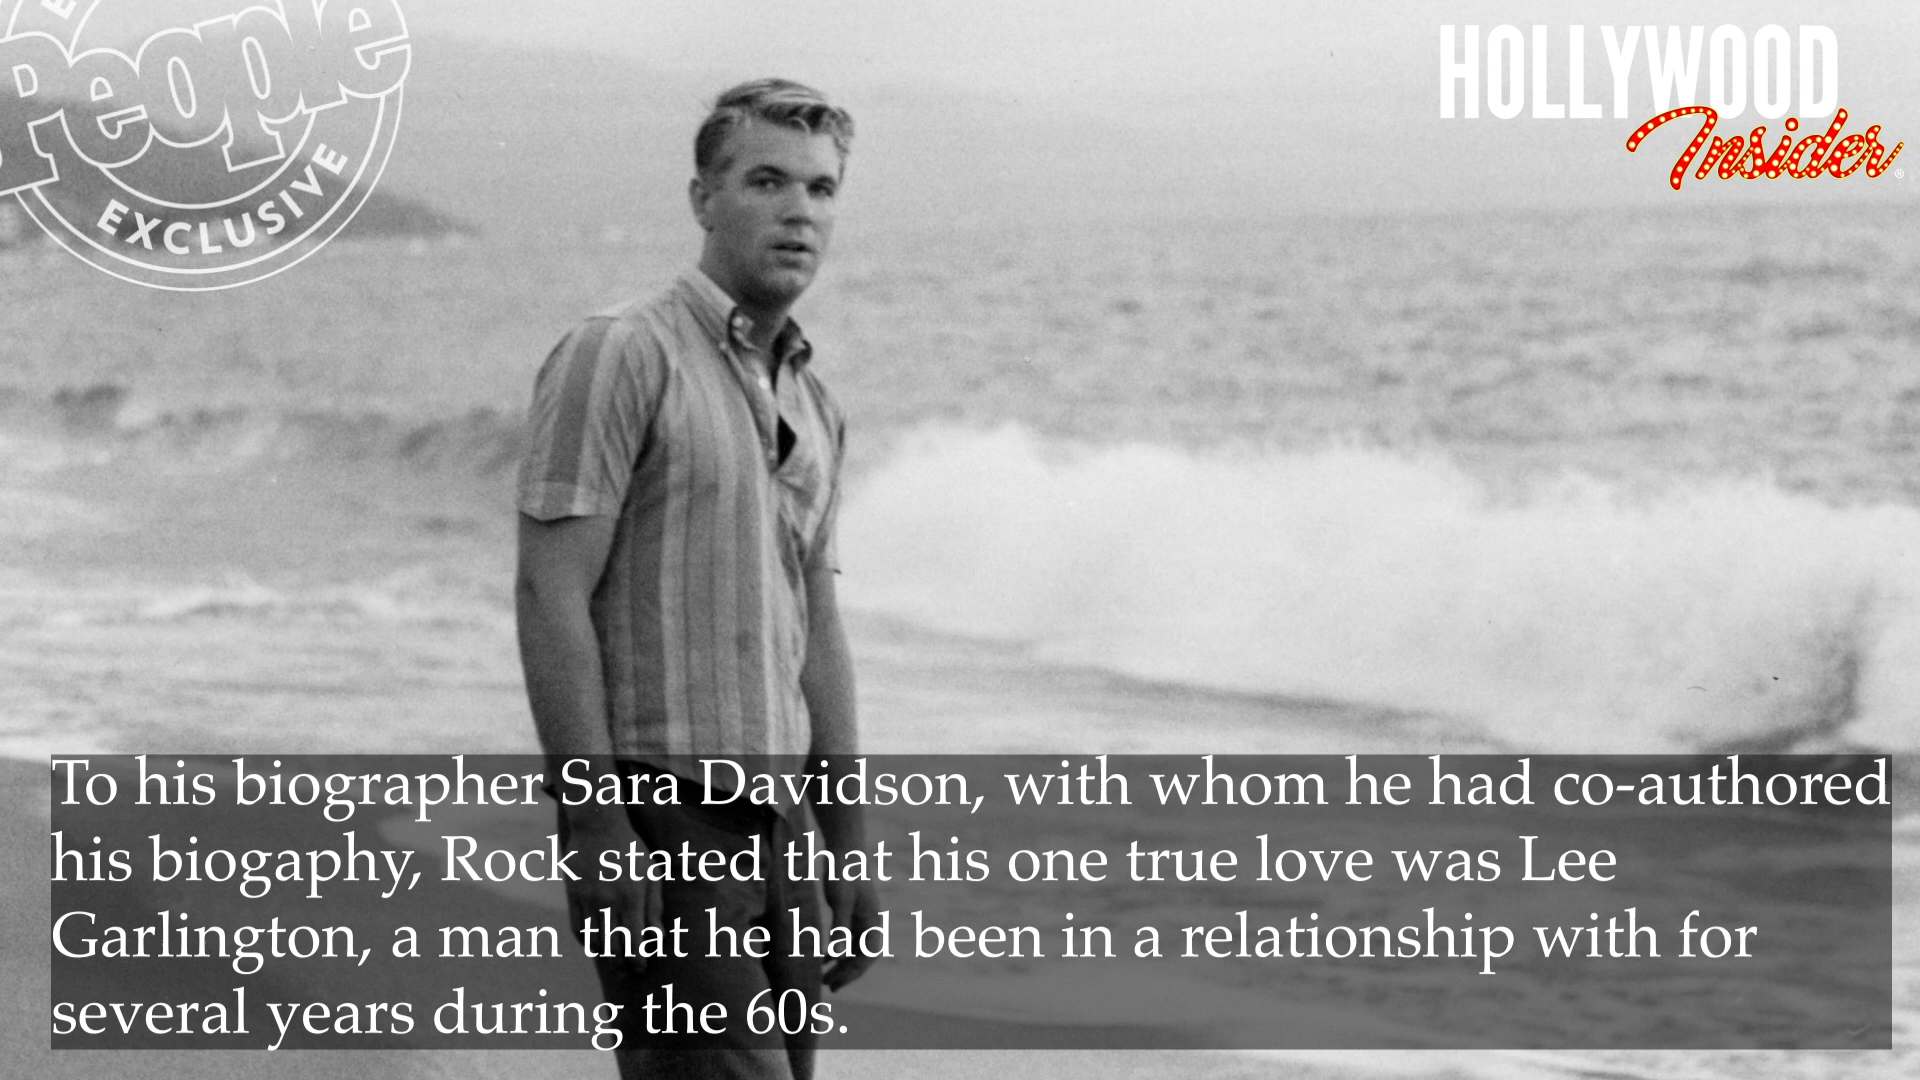 People
EXCLUSIVE
HOLLYWOOD
Insider®
To his biographer Sara Davidson, with whom he had co-authored
his biogaphy, Rock stated that his one true love was Lee
Garlington, a man that he had been in a relationship with for
several years during the 60s.